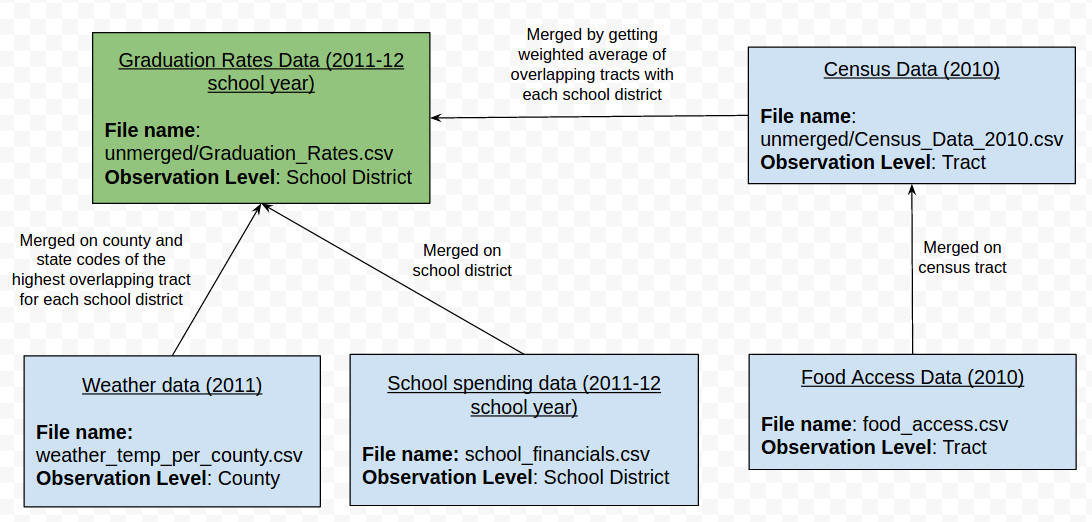 Graduation Rates Data (2011-12
school year)
File name:
unmerged/Graduation_Rates.csv
Observation Level: School District
Merged by getting
weighted average of
overlapping tracts with
each school district
Census Data (2010)
File name:
unmerged/Census_Data_2010.csv
Observation Level: Tract
Merged on county and
state codes of the
highest overlapping tract
for each school district
Merged on
school district
Merged on
census tract
Weather data (2011)
File name:
weather_temp_per_county.csv
Observation Level: County
School spending data (2011-12
school year)
File name: school_financials.csv
Observation Level: School District
Food Access Data (2010)
File name: food_access.csv
Observation Level: Tract